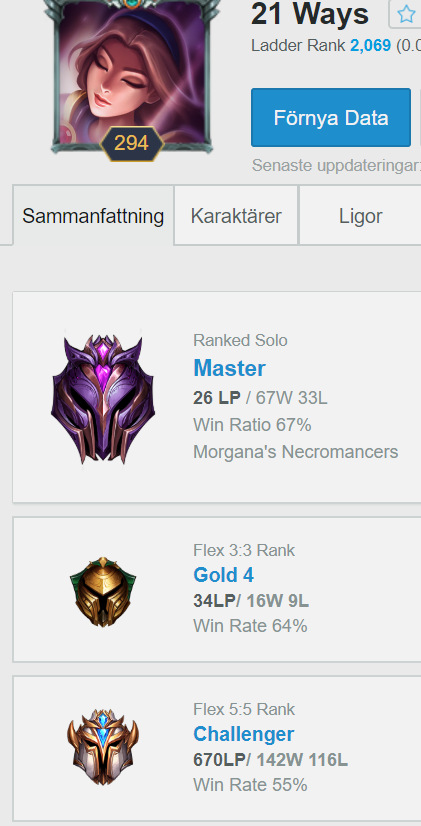 21 Ways
Ladder Rank 2,069 (0.0
294
Förnya Data
Senaste uppdateringar:
Sammanfattning
Karaktärer
Ligor
Ranked Solo
Master
26 LP / 67W 33L
Win Ratio 67%
Morgana's Necromancers
Flex 3:3 Rank
Gold 4
34LP/ 16W 9L
Win Rate 64%
Flex 5:5 Rank
Challenger
670LP/ 142W 116L
Win Rate 55%